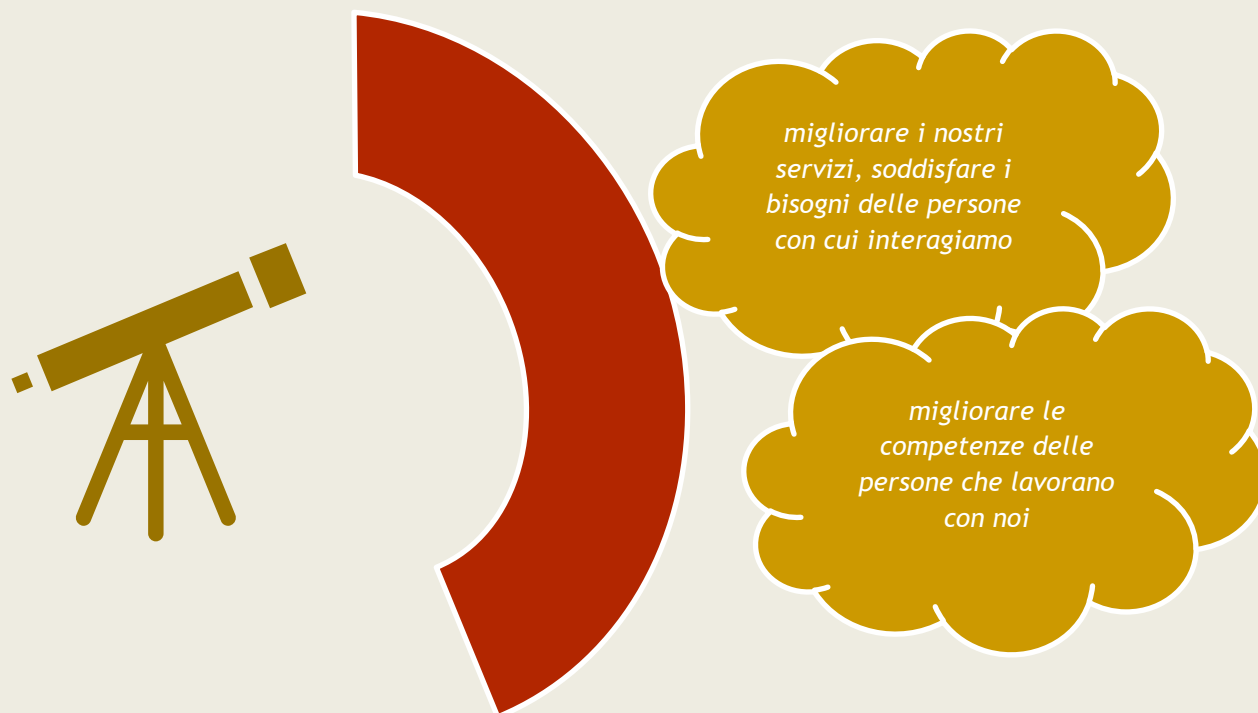 migliorare i nostri
servizi, soddisfare i
bisogni delle persone
con cui interagiamo
migliorare le
competenze delle
persone che lavorano
con noi